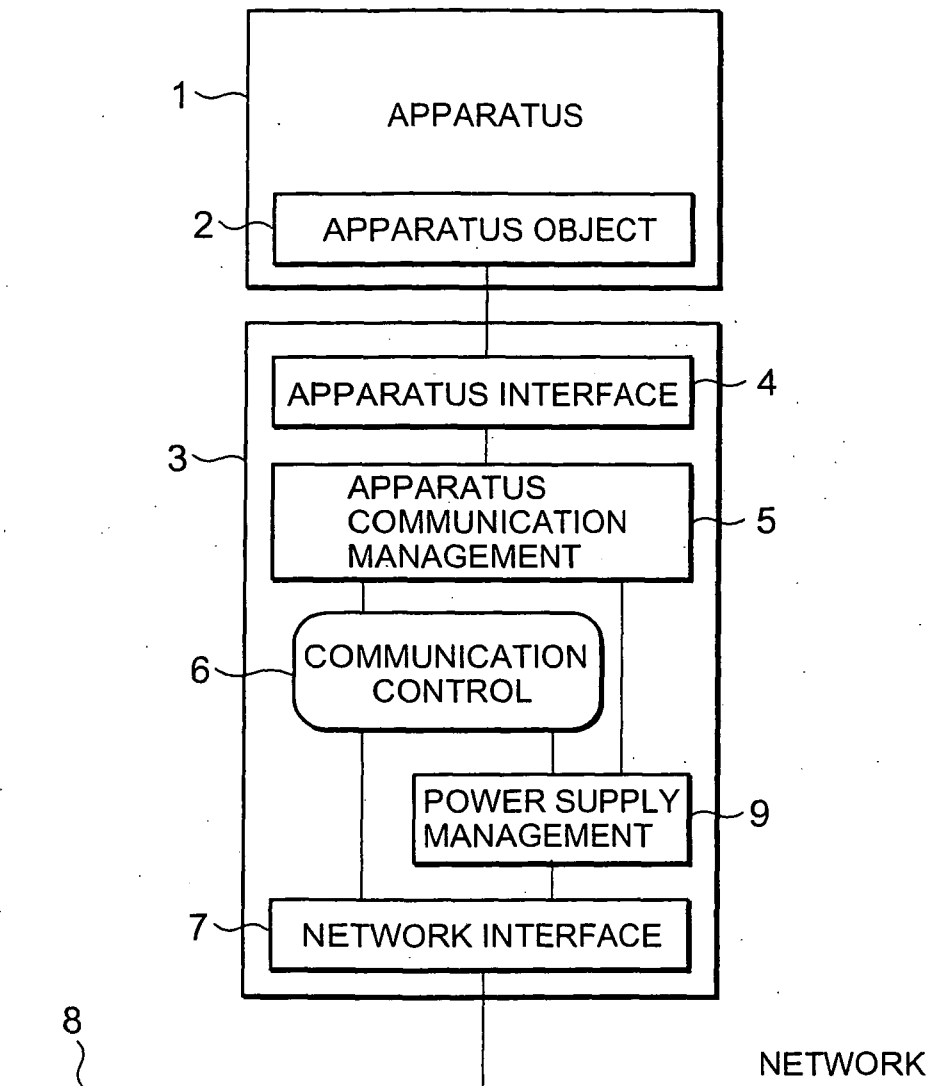 1
APPARATUS
2
APPARATUS OBJECT
4
APPARATUS INTERFACE
3
APPARATUS
COMMUNICATION
MANAGEMENT
5
6
COMMUNICATION
CONTROL
POWER SUPPLY
MANAGEMENT
9
7
NETWORK INTERFACE
8
NETWORK